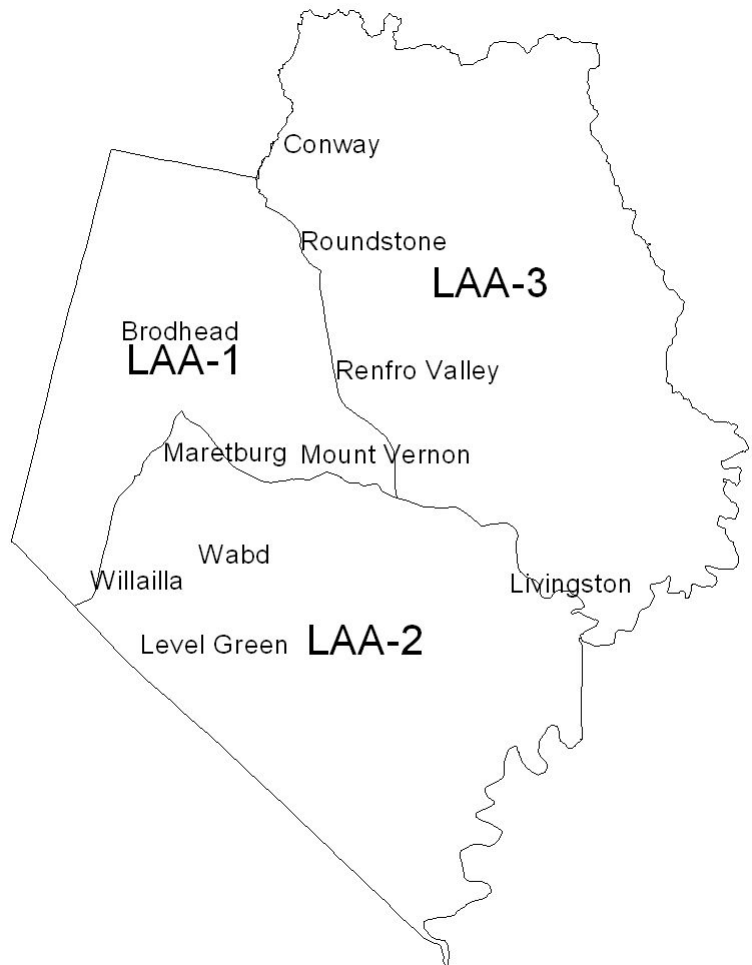 Conway
Roundstone
LAA-3
Brodhead
LAA-1
Renfro Valley
Maretburg
Mount Vernon
Wabd
Willailla
Livingston
Level Green
LAA-2